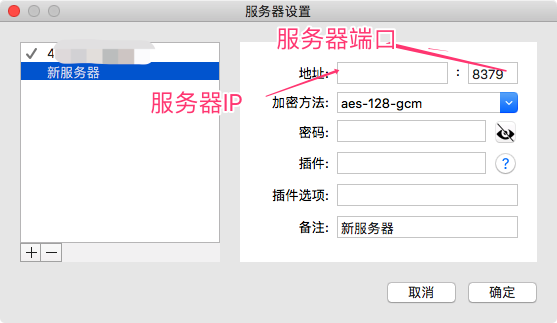 服务器设置
服务器端口
4
新服务器
地址:
:
8379
服务器IP
加密方法:
aes-128-gcm
密码:
插件:
?
插件选项:
备注:
新服务器
取消
确定